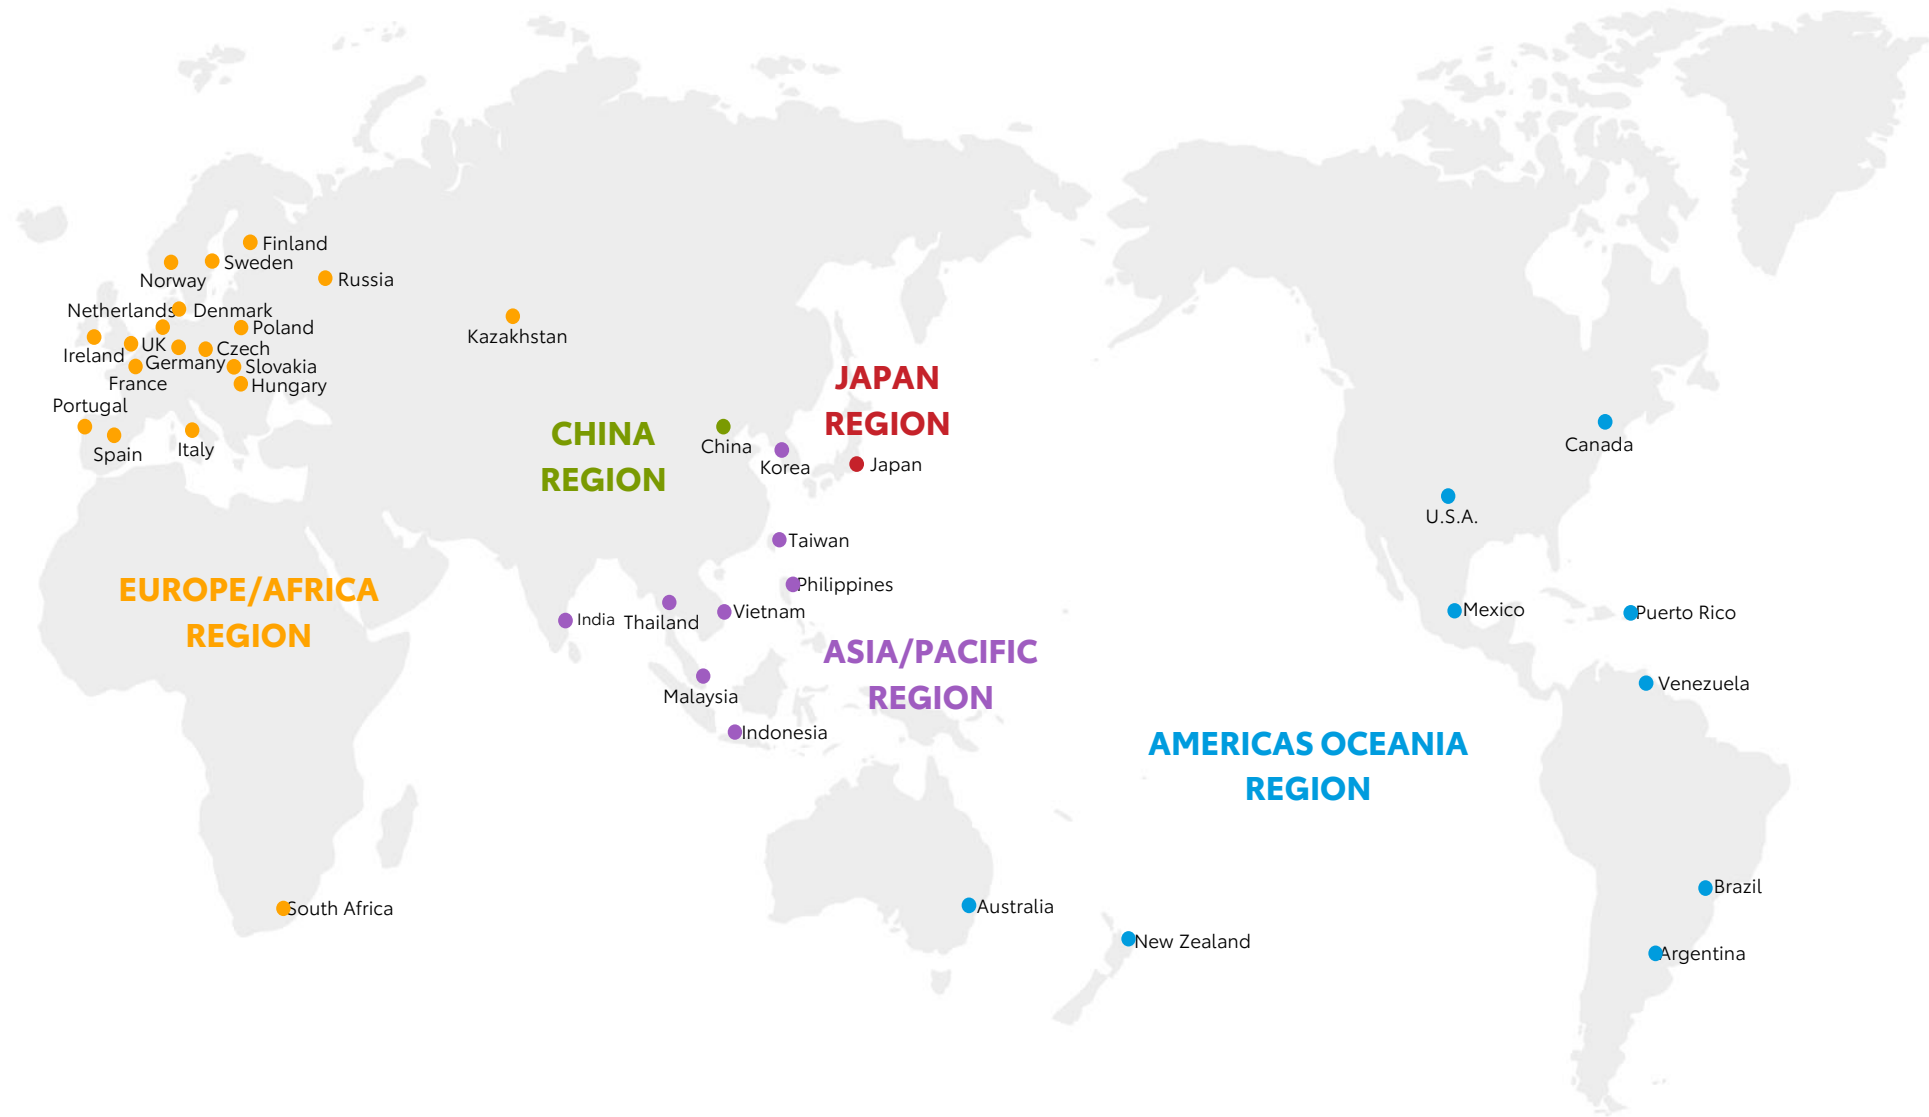 Finland
Sweden
Norway
Russia
Netherlands
Denmark
Poland
Kazakhstan
UK
Czech
Ireland
Germany
Slovakia
France
Hungary
Portugal
Spain
Italy
JAPAN
REGION
CHINA
REGION
China
Korea
Japan
Canada
U.S.A.
Taiwan
EUROPE/AFRICA
REGION
Philippines
India
Thailand
Vietnam
Mexico
Puerto Rico
ASIA/PACIFIC
REGION
Malaysia
Indonesia
Venezuela
AMERICAS OCEANIA
REGION
South Africa
Australia
New Zealand
Brazil
Argentina